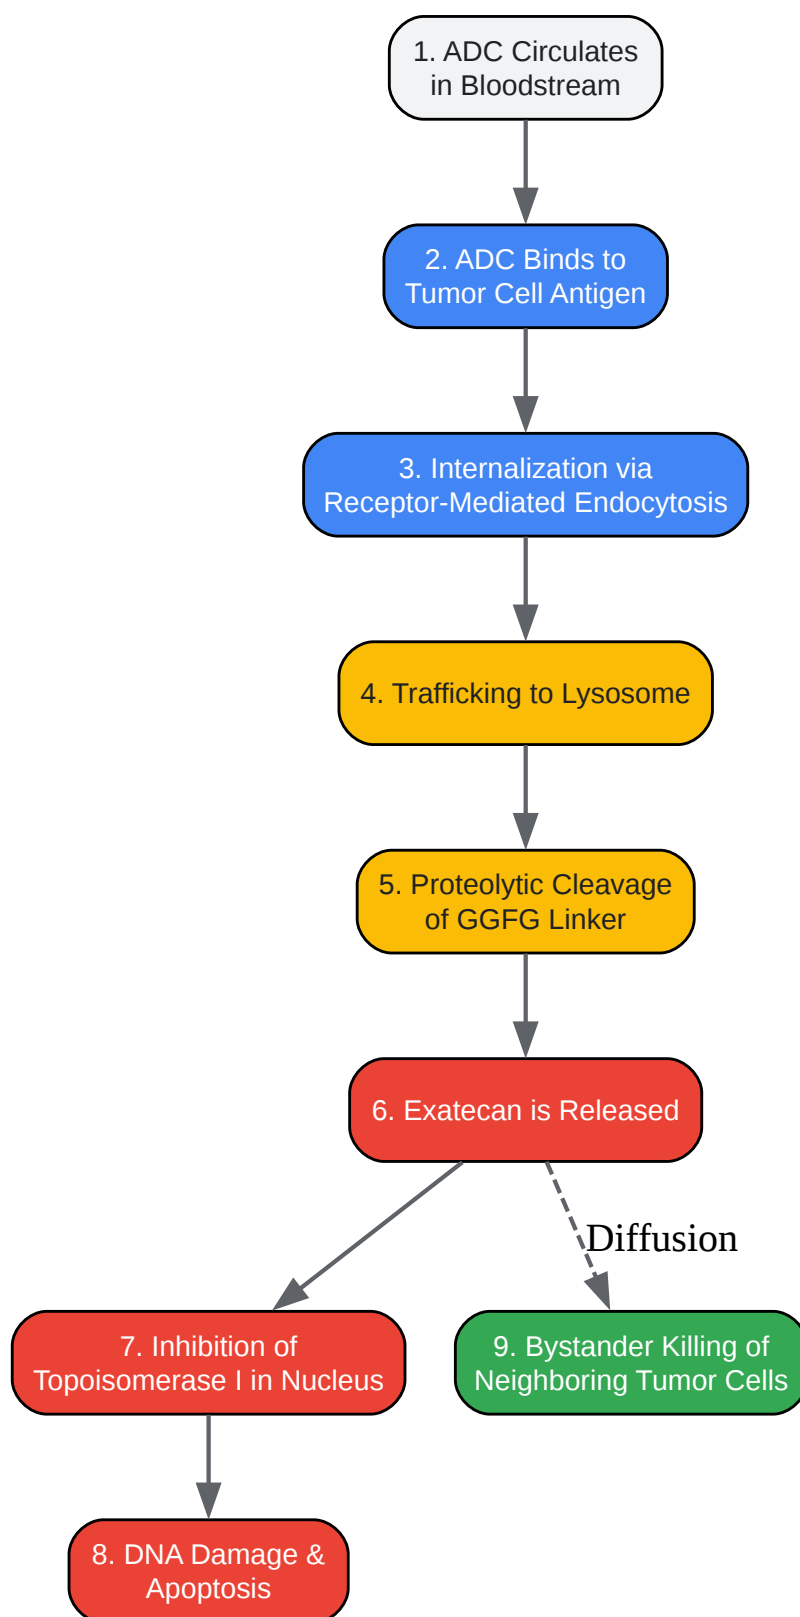 1. ADC Circulates
in Bloodstream
2. ADC Binds to
Tumor Cell Antigen
3. Internalization via
Receptor-Mediated Endocytosis
4. Trafficking to Lysosome
5. Proteolytic Cleavage
of GGFG Linker
6. Exatecan is Released
Diffusion
7. Inhibition of
Topoisomerase I in Nucleus
9. Bystander Killing of
Neighboring Tumor Cells
8. DNA Damage &
Apoptosis